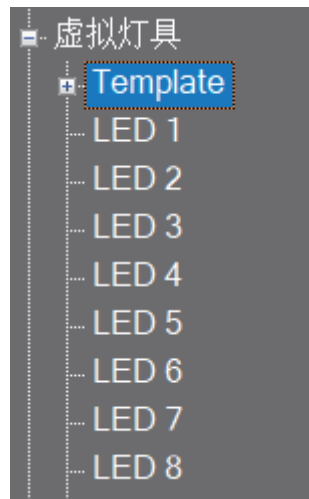 虚拟灯具
Template
LED 1
LED 2
LED 3
LED 4
LED 5
LED 6
LED 7
LED 8